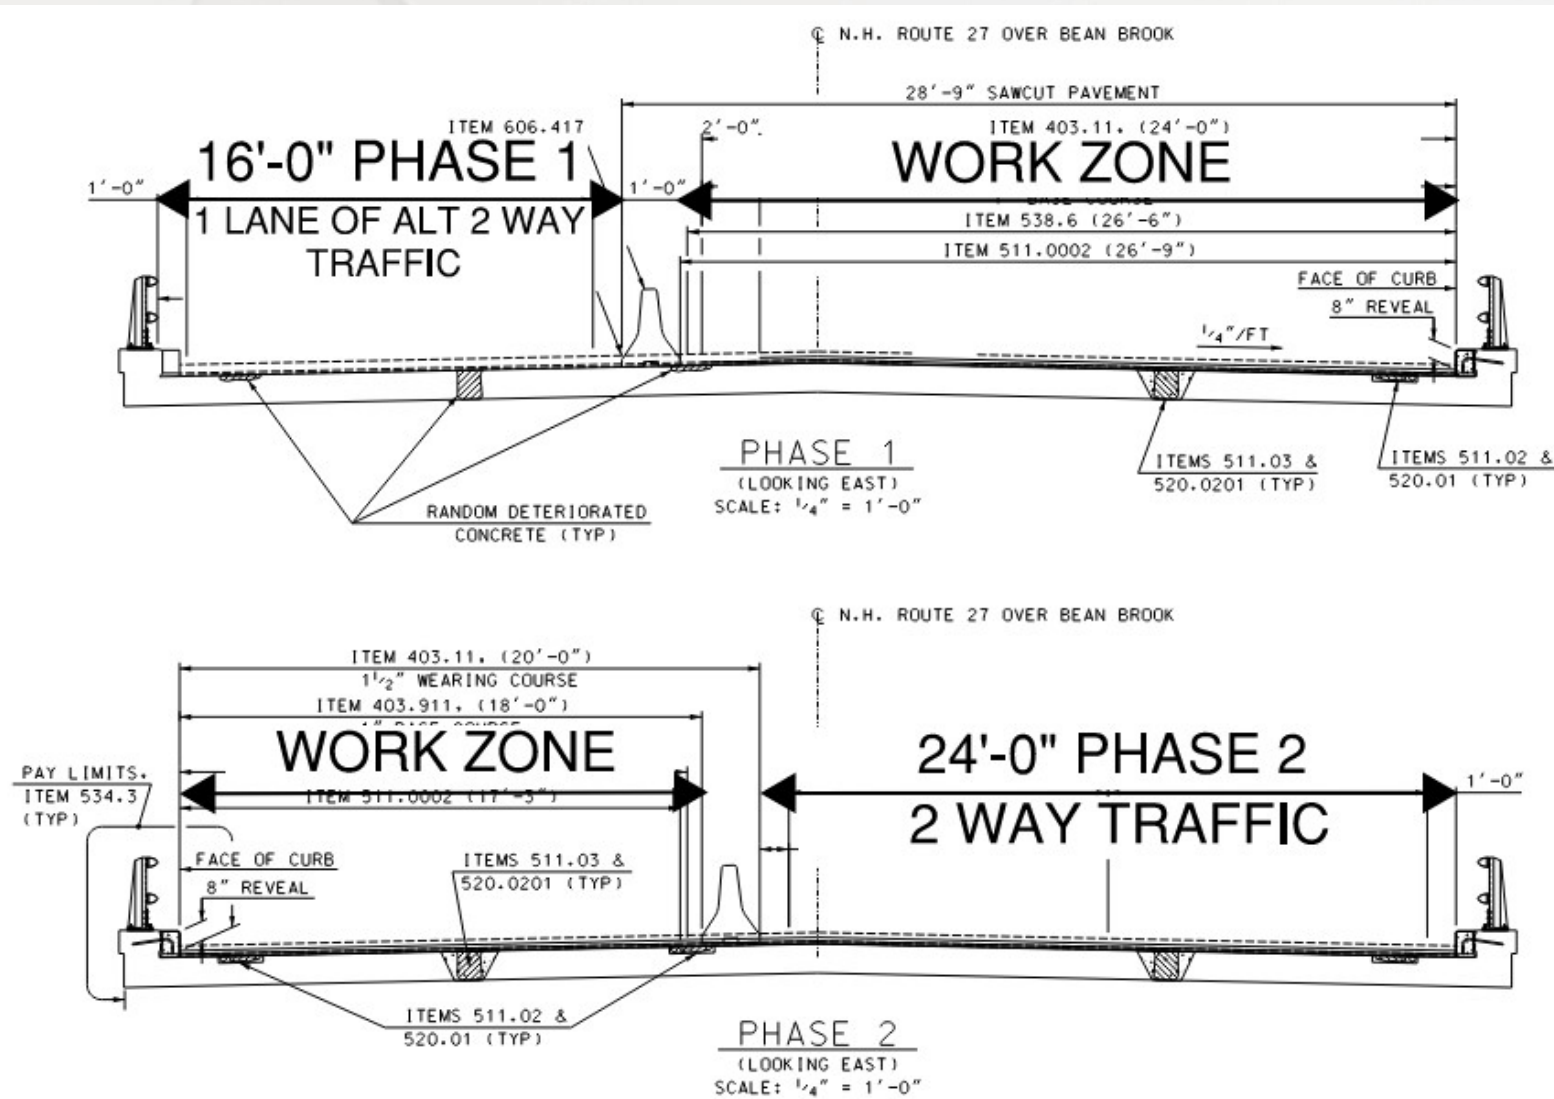 ℄ N.H. ROUTE 27 OVER BEAN BROOK
28'-9" SAWCUT PAVEMENT
ITEM 606.417
2'-0"
ITEM 403.11. (24'-0")
16'-0" PHASE 1
WORK ZONE
1'-0"
1'-0"
1 LANE OF ALT 2 WAY
TRAFFIC
BASE COURSE
ITEM 538.6 (26'-6")
ITEM 511.0002 (26'-9")
FACE OF CURB
8" REVEAL
1/4"/FT
PHASE 1
(LOOKING EAST)
SCALE: 1/4" = 1'-0"
ITEMS 511.03 &
520.0201 (TYP)
ITEMS 511.02 &
520.01 (TYP)
RANDOM DETERIORATED
CONCRETE (TYP)
℄ N.H. ROUTE 27 OVER BEAN BROOK
ITEM 403.11. (20'-0")
1 1/2" WEARING COURSE
ITEM 403.911. (18'-0")
WORK ZONE
24'-0" PHASE 2
2 WAY TRAFFIC
1'-0"
PAY LIMITS.
ITEM 534.3
(TYP)
ITEM 511.0002 (17'-3")
FACE OF CURB
8" REVEAL
ITEMS 511.03 &
520.0201 (TYP)
ITEMS 511.02 &
520.01 (TYP)
PHASE 2
(LOOKING EAST)
SCALE: 1/4" = 1'-0"